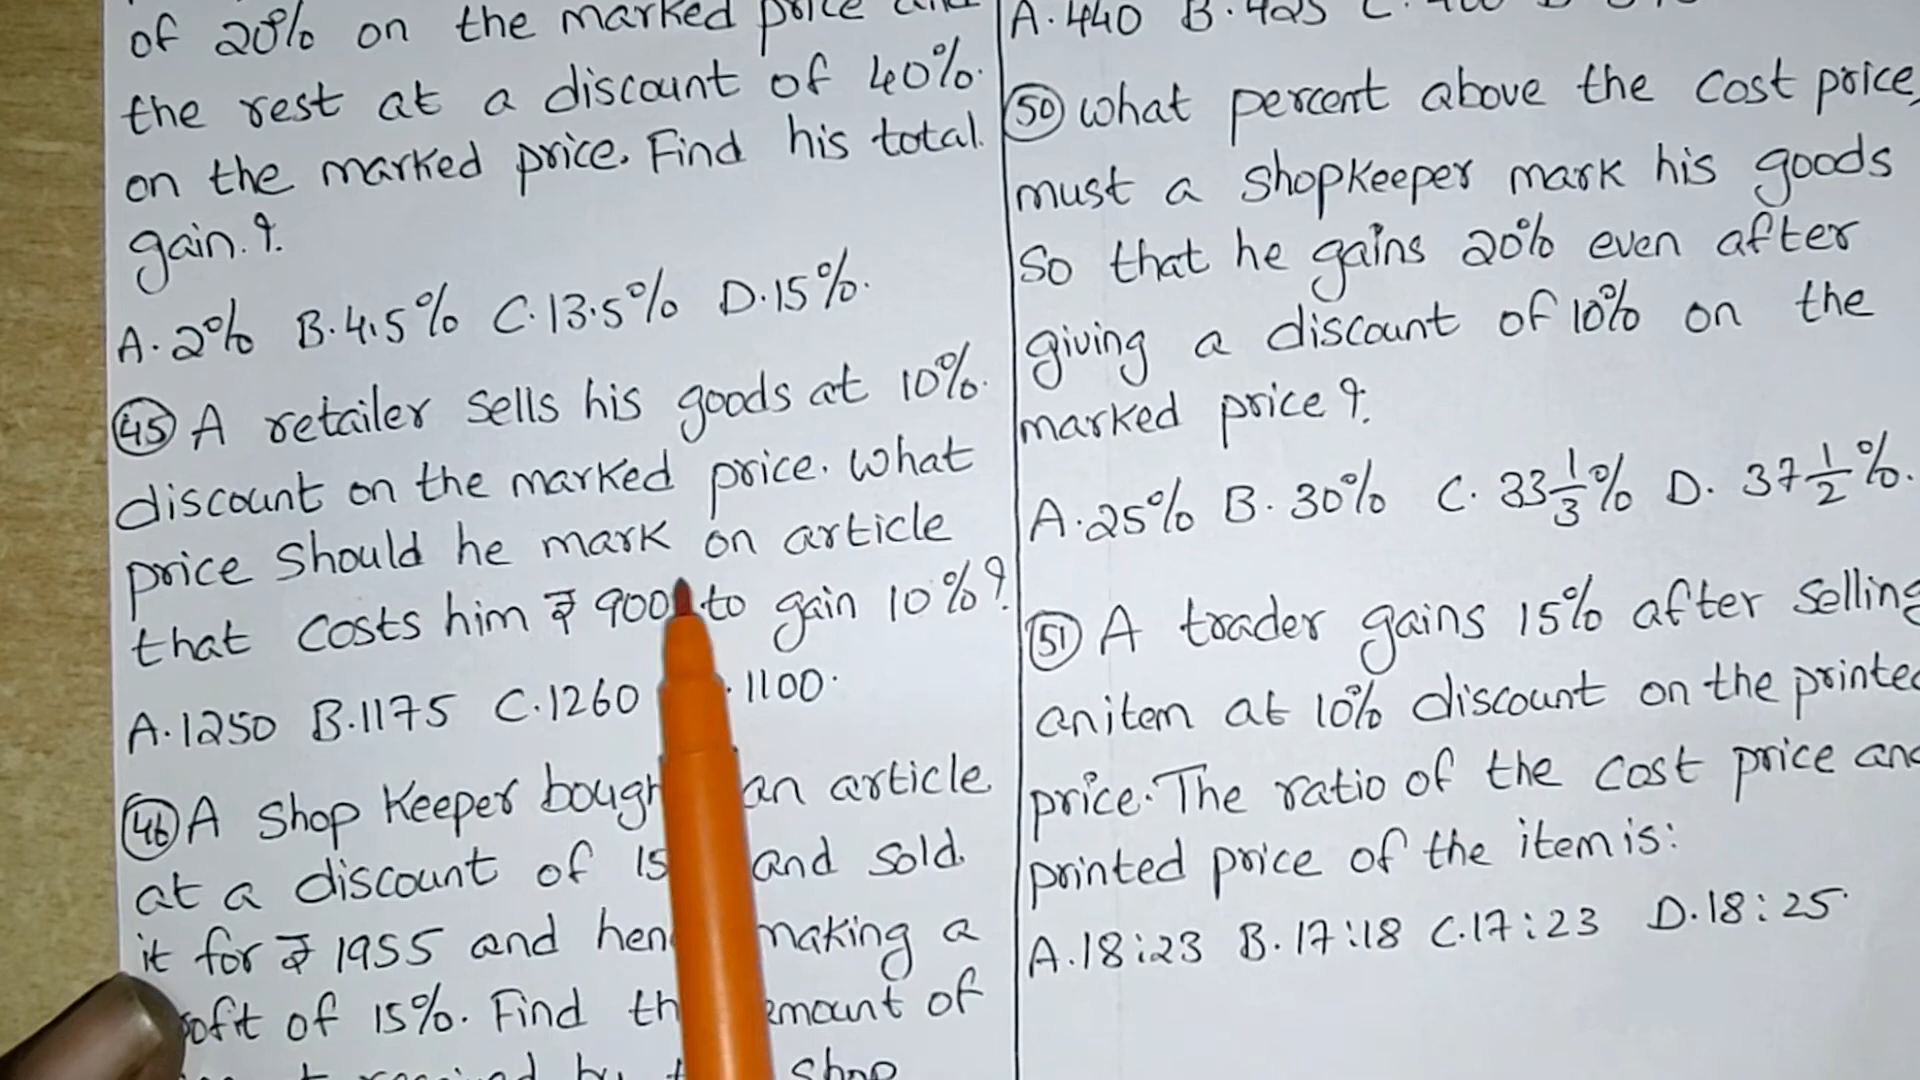 of 20% on the marked price and
the rest at a discount of 40%.
on the marked price. Find his total.
gain.?
A.2% B.4.5% C.13.5% D.15%.
45 A retailer sells his goods at 10%.
discount on the marked price. What
price should he mark on article
that costs him ₹ 900 to gain 10%?
A.1250 B.1175 C.1260 .1100.
46 A Shop Keeper an article
at a discount of and sold
it for ₹ 1955 and making a
of 15%. Find amount of
shop
A.440 B.425
50 What percent above the cost price,
must a shopkeeper mark his goods
So that he gains 20% even after
giving a discount of 10% on the
marked price?
A.25% B.30% C. 33 1/3% D. 37 1/2%.
51 A trader gains 15% after selling
an item at 10% discount on the printed
price. The ratio of the cost price and
printed price of the item is:
A.18:23 B.17:18 C.17:23 D.18:25.